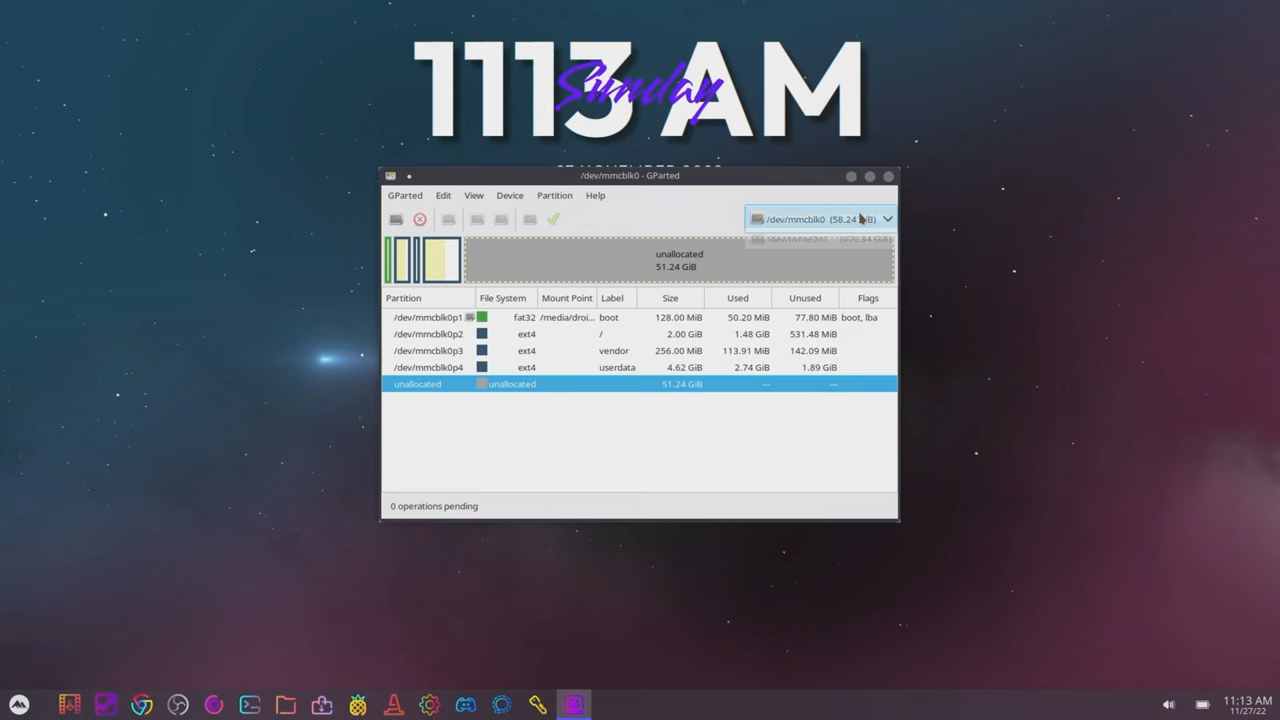 1113 AM
Sunday
/dev/mmcblk0 - GParted
GParted Edit View Device Partition Help
/dev/mmcblk0 (58.24
unallocated
51.24 GiB
Partition File System Mount Point Label Size Used Unused Flags
/dev/mmcblk0p1 fat32 /media/droi... boot 128.00 MiB 50.20 MiB 77.80 MiB boot, lba
/dev/mmcblk0p2 ext4 / 2.00 GiB 1.48 GiB 531.48 MiB
/dev/mmcblk0p3 ext4 vendor 256.00 MiB 113.91 MiB 142.09 MiB
/dev/mmcblk0p4 ext4 userdata 4.62 GiB 2.74 GiB 1.89 GiB
unallocated unallocated 51.24 GiB — —
0 operations pending
11:13 AM
11/27/22